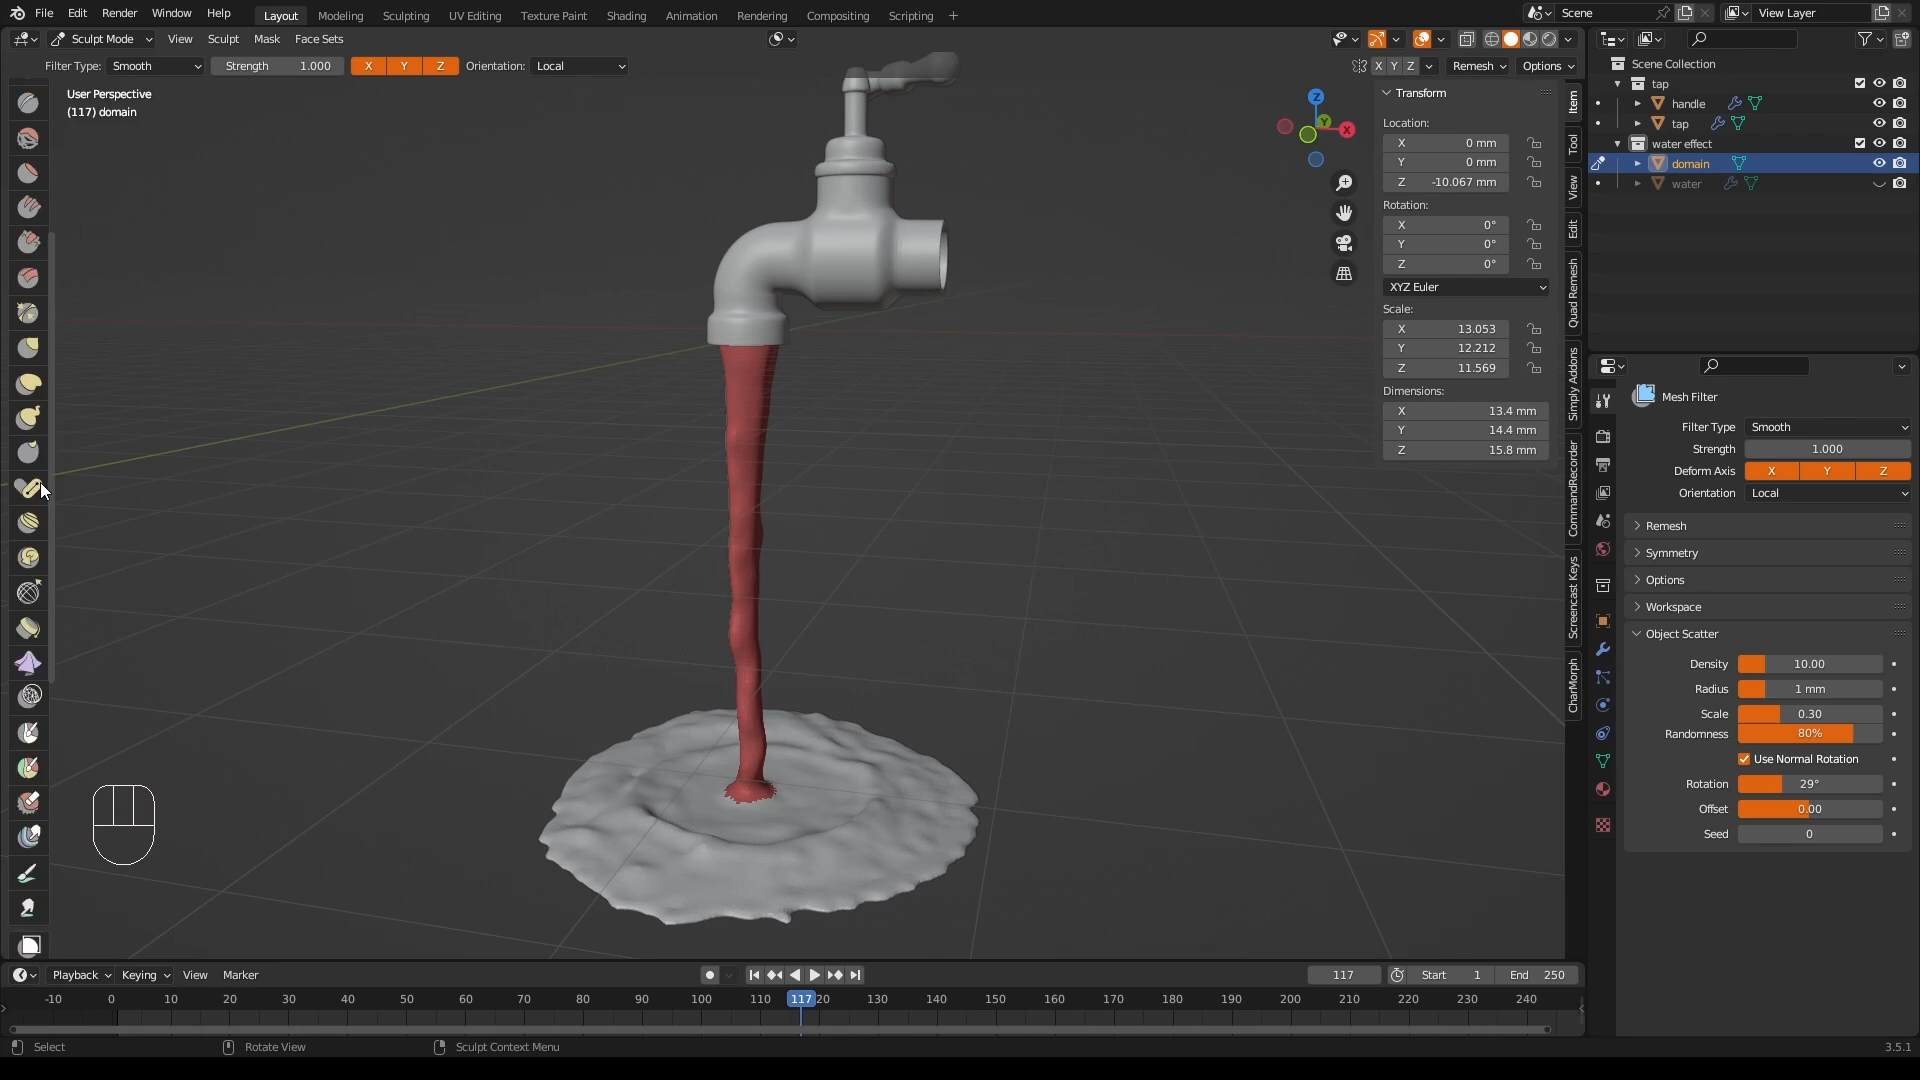 File Edit Render Window Help Layout Modeling Sculpting UV Editing Texture Paint Shading Animation Rendering Compositing Scripting + Scene View Layer
Sculpt Mode View Sculpt Mask Face Sets
Filter Type: Smooth Strength 1.000 X Y Z Orientation: Local X Y Z Remesh Options
User Perspective
(117) domain
Z
Y
X
Transform
Location:
X 0 mm
Y 0 mm
Z -10.067 mm
Rotation:
X 0°
Y 0°
Z 0°
XYZ Euler
Scale:
X 13.053
Y 12.212
Z 11.569
Dimensions:
X 13.4 mm
Y 14.4 mm
Z 15.8 mm
Item
Tool
View
Edit
Quad Remesh
Simply Addons
CommandRecorder
Screencast Keys
CharMorph
Scene Collection
tap
handle
tap
water effect
domain
water
Mesh Filter
Filter Type Smooth
Strength 1.000
Deform Axis X Y Z
Orientation Local
Remesh
Symmetry
Options
Workspace
Object Scatter
Density 10.00
Radius 1 mm
Scale 0.30
Randomness 80%
Use Normal Rotation
Rotation 29°
Offset 0.00
Seed 0
Playback Keying View Marker 117 Start 1 End 250
-10 0 10 20 30 40 50 60 70 80 90 100 110 117 20 130 140 150 160 170 180 190 200 210 220 230 240
Select Rotate View Sculpt Context Menu 3.5.1